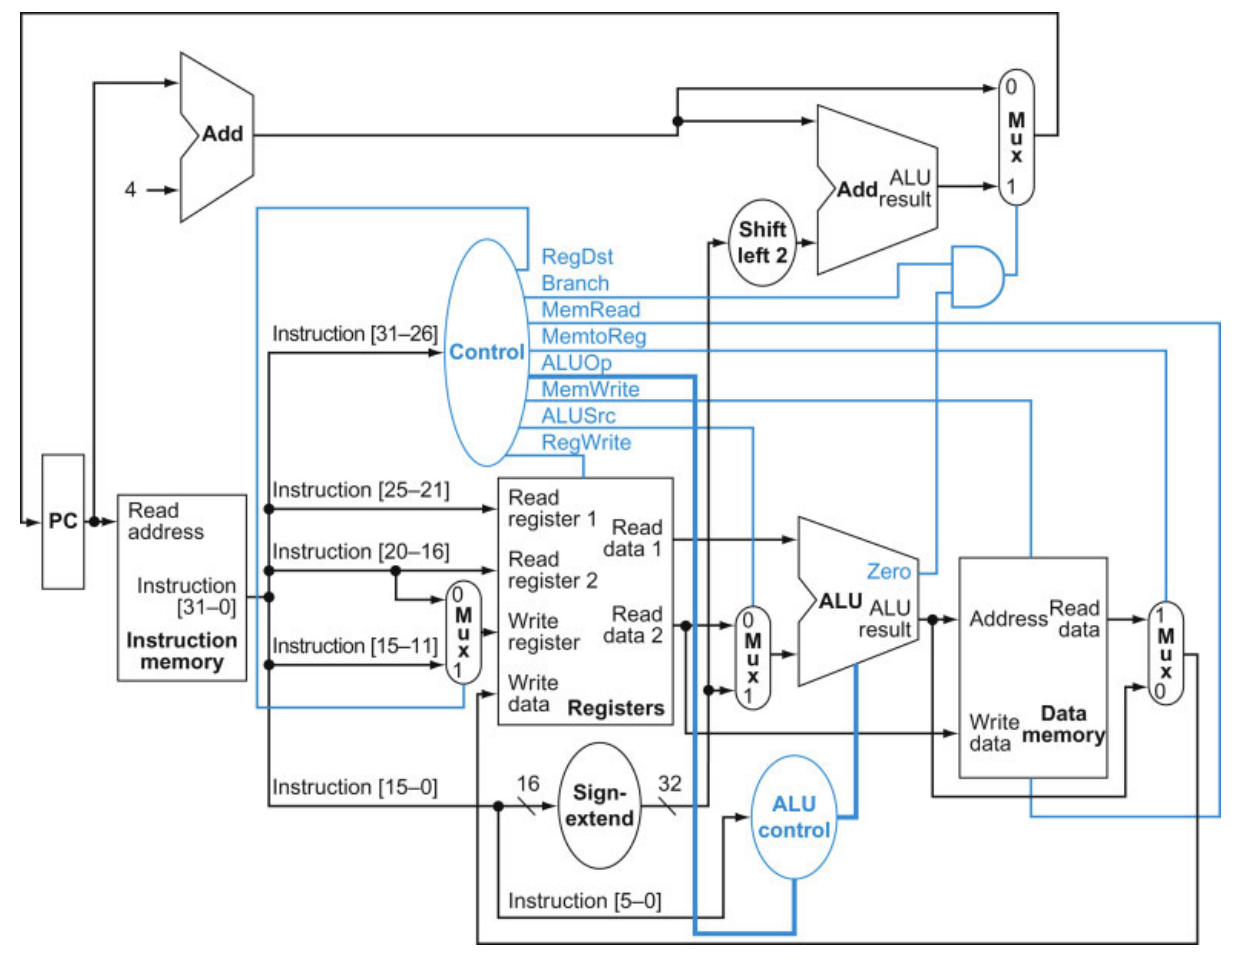 0
Mux
1
Add
4
Add
ALU
result
Shift
left 2
RegDst
Branch
MemRead
MemtoReg
ALUOp
MemWrite
ALUSrc
RegWrite
Control
Instruction [31–26]
PC
Read
address
Instruction
[31–0]
Instruction
memory
Instruction [25–21]
Instruction [20–16]
Instruction [15–11]
0
Mux
1
Read
register 1
Read
register 2
Write
register
Write
data
Read
data 1
Read
data 2
Registers
0
Mux
1
Zero
ALU
ALU
result
Address
Read
data
Write
data
Data
memory
1
Mux
0
Instruction [15–0]
16
Sign-
extend
32
ALU
control
Instruction [5–0]